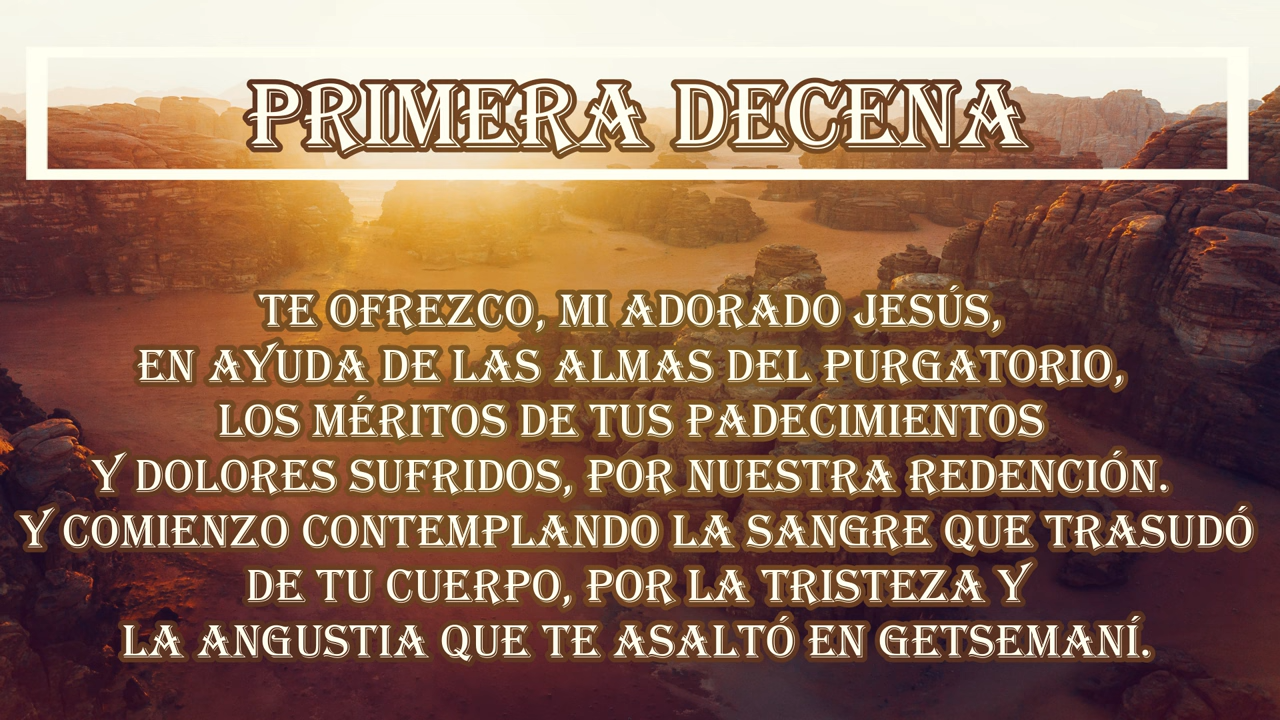 PRIMERA DECENA
TE OFREZCO, MI ADORADO JESÚS,
EN AYUDA DE LAS ALMAS DEL PURGATORIO,
LOS MÉRITOS DE TUS PADECIMIENTOS
Y DOLORES SUFRIDOS, POR NUESTRA REDENCIÓN.
Y COMIENZO CONTEMPLANDO LA SANGRE QUE TRASUDÓ
DE TU CUERPO, POR LA TRISTEZA Y
LA ANGUSTIA QUE TE ASALTÓ EN GETSEMANÍ.